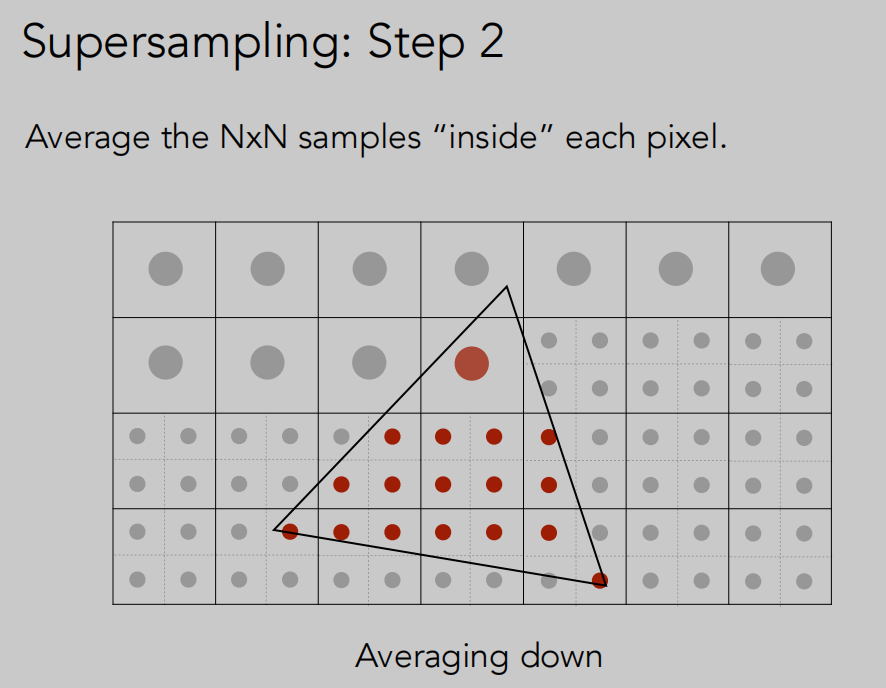 Supersampling: Step 2
Average the NxN samples “inside” each pixel.
Averaging down